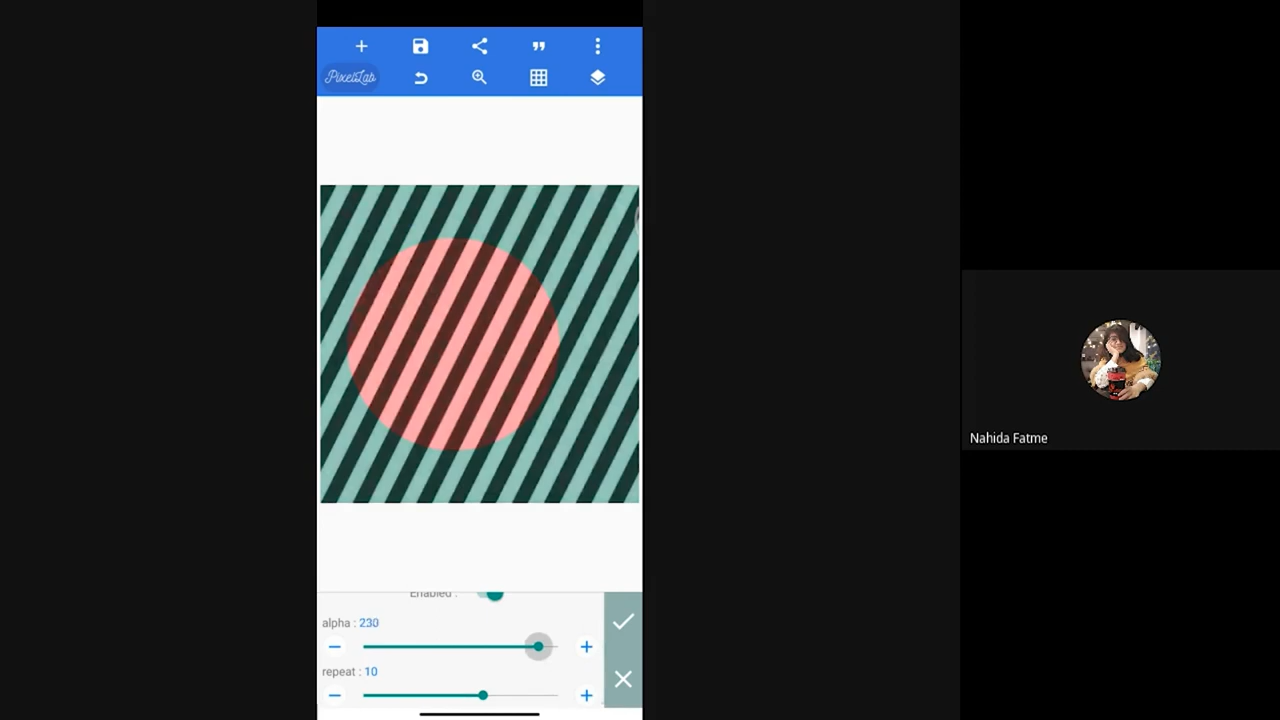 PixelLab
Enabled :
alpha : 230
repeat : 10
Nahida Fatme